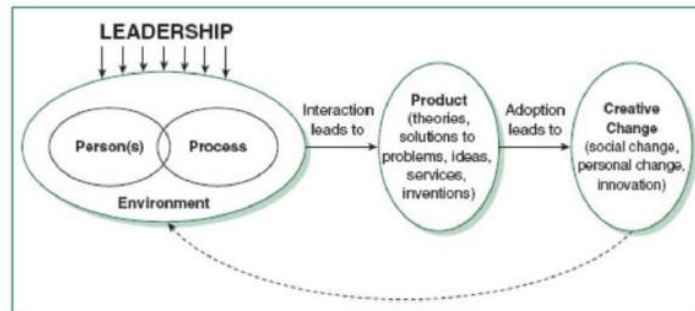 LEADERSHIP
Person(s)
Process
Environment
Interaction
leads to
Product
(theories,
solutions to
problems, ideas,
services,
inventions)
Adoption
leads to
Creative
Change
(social change,
personal change,
innovation)